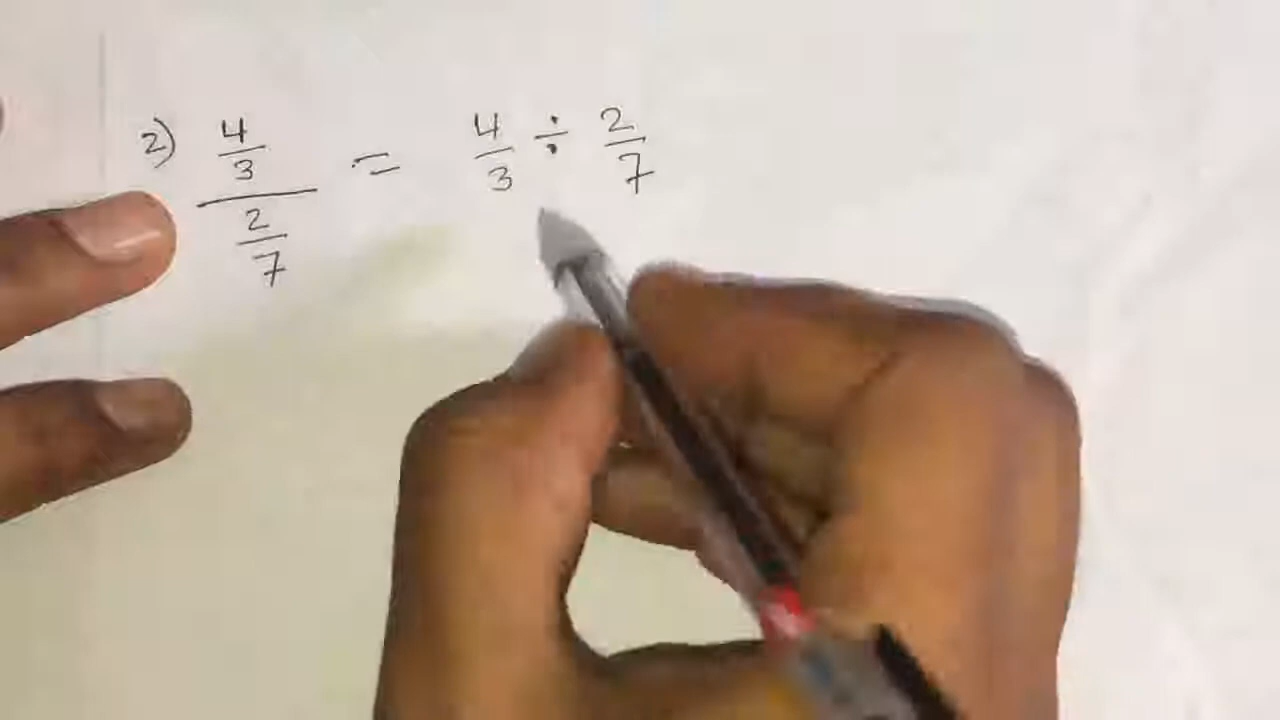 2) 4/3 / 2/7 = 4/3 ÷ 2/7